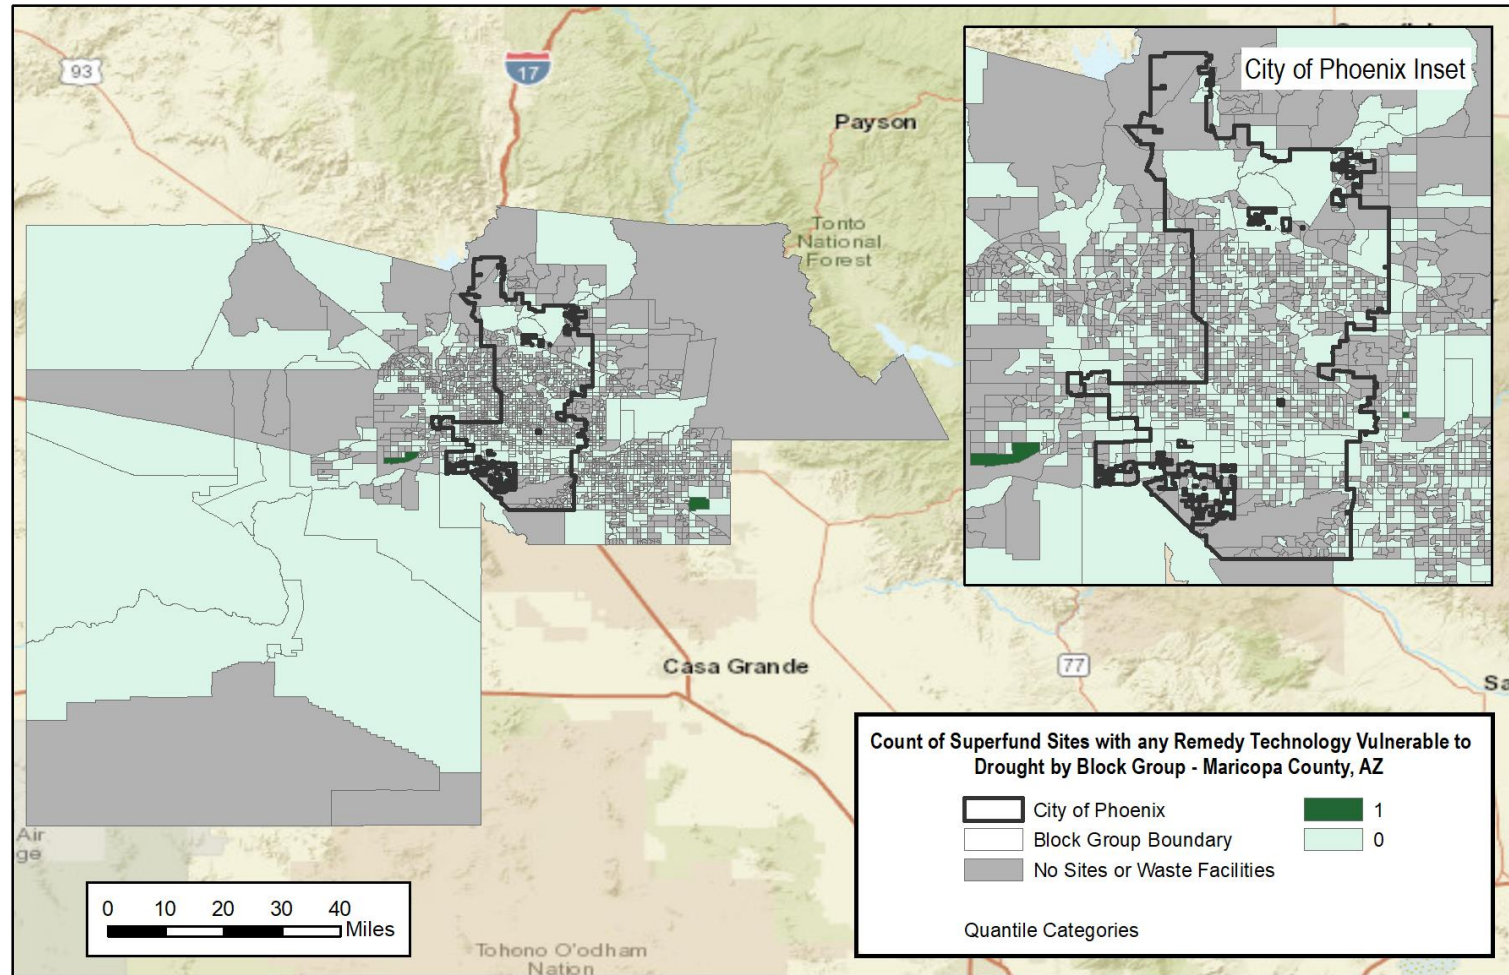 93
17
Payson
Tonto
National
Forest
City of Phoenix Inset
Casa Grande
77
Sa
Air
ge
Tohono O'odham
Nation
0 10 20 30 40
Miles
Count of Superfund Sites with any Remedy Technology Vulnerable to
Drought by Block Group - Maricopa County, AZ
City of Phoenix
1
Block Group Boundary
0
No Sites or Waste Facilities
Quantile Categories